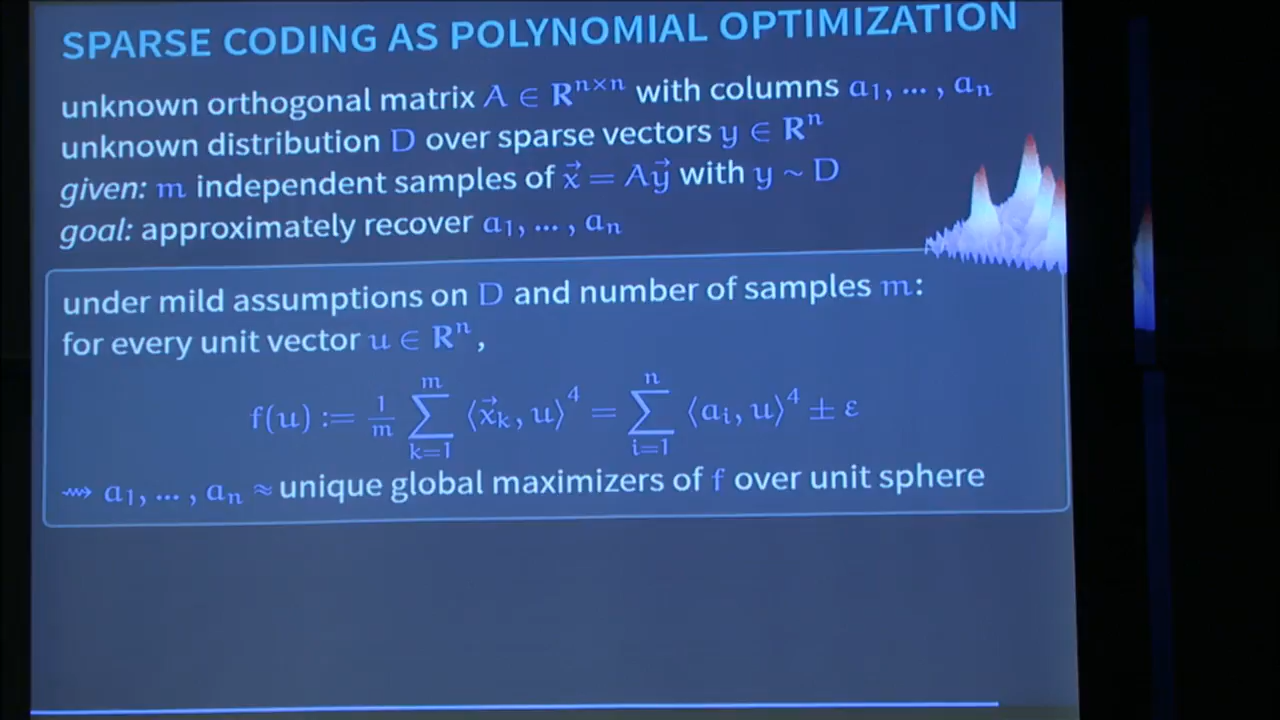 SPARSE CODING AS POLYNOMIAL OPTIMIZATION
unknown orthogonal matrix A ∈ ℝⁿˣⁿ with columns a₁, ... , aₙ
unknown distribution D over sparse vectors y ∈ ℝⁿ
given: m independent samples of x⃗ = Ay⃗ with y ~ D
goal: approximately recover a₁, ... , aₙ
under mild assumptions on D and number of samples m:
for every unit vector u ∈ ℝⁿ,
f(u) := 1/m ∑_{k=1}^{m} ⟨x⃗ₖ, u⟩⁴ = ∑_{i=1}^{n} ⟨aᵢ, u⟩⁴ ± ε
⇝ a₁, ... , aₙ ≈ unique global maximizers of f over unit sphere